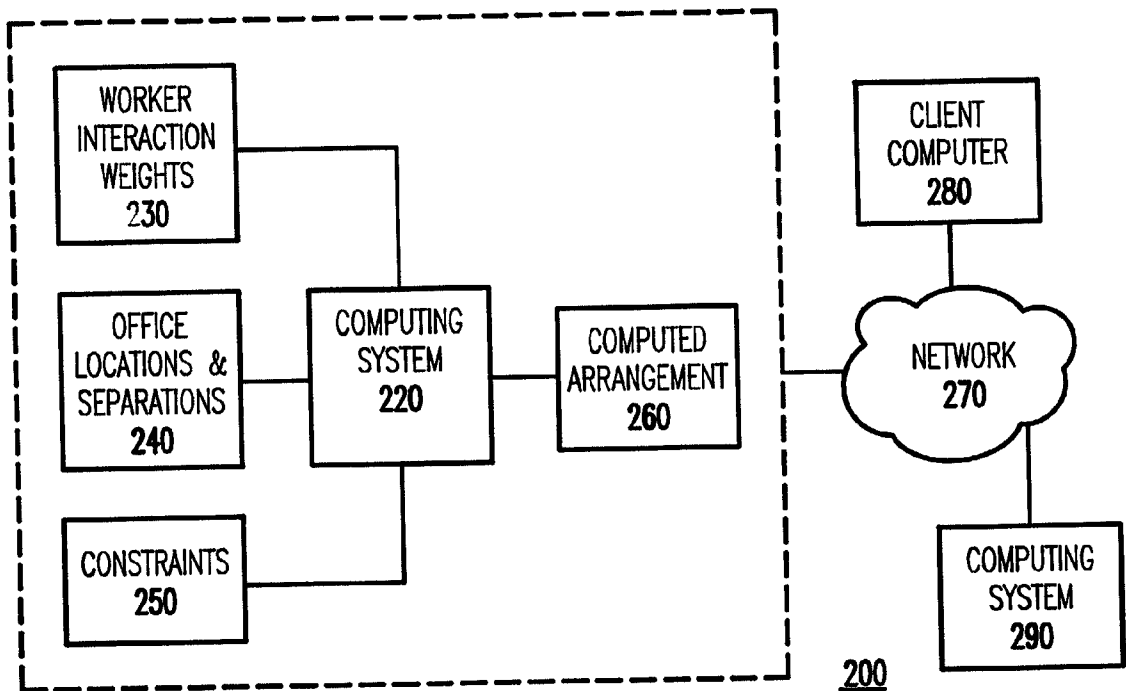 WORKER
INTERACTION
WEIGHTS
230
OFFICE
LOCATIONS &
SEPARATIONS
240
CONSTRAINTS
250
COMPUTING
SYSTEM
220
COMPUTED
ARRANGEMENT
260
CLIENT
COMPUTER
280
NETWORK
270
COMPUTING
SYSTEM
290
200